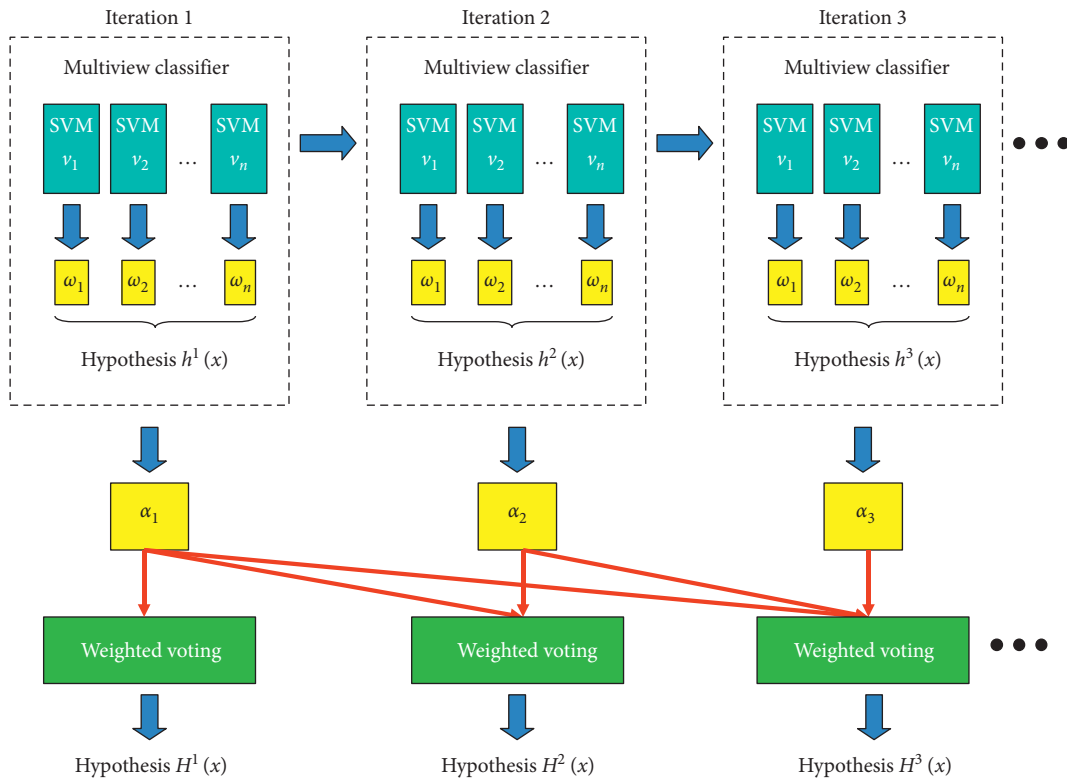 Iteration 1
Iteration 2
Iteration 3
Multiview classifier
Multiview classifier
Multiview classifier
SVM SVM SVM
v₁ v₂ … vₙ
SVM SVM SVM
v₁ v₂ … vₙ
SVM SVM SVM
v₁ v₂ … vₙ
ω₁ ω₂ … ωₙ
ω₁ ω₂ … ωₙ
ω₁ ω₂ … ωₙ
Hypothesis h¹ (x)
Hypothesis h² (x)
Hypothesis h³ (x)
α₁
α₂
α₃
Weighted voting
Weighted voting
Weighted voting
Hypothesis H¹ (x)
Hypothesis H² (x)
Hypothesis H³ (x)